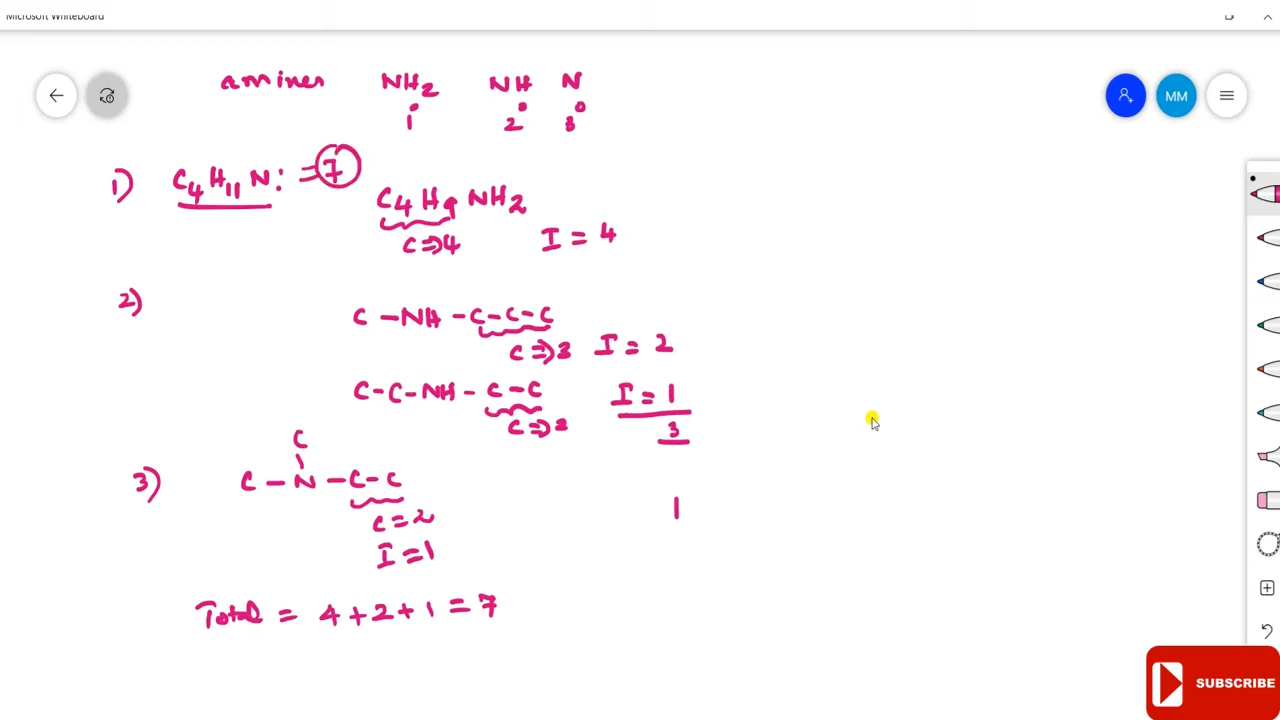 Microsoft Whiteboard
amines NH2 NH N
1° 2° 3°
MM
1) C4H11N: =7
C4H9NH2
C=>4 I = 4
2)
C-NH-C-C-C
C=>3 I = 2
C-C-NH-C-C I = 1
C=>2 3
C
3) C-N-C-C
C=2 1
I=1
Total = 4+2+1=7
SUBSCRIBE